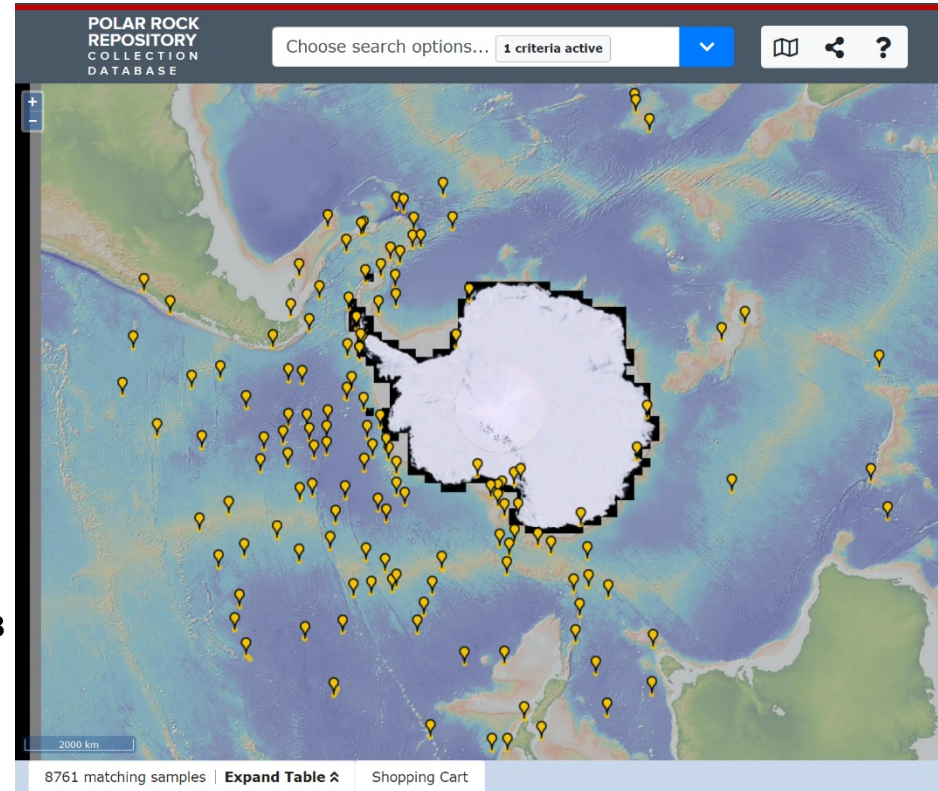 POLAR ROCK
REPOSITORY
COLLECTION
DATABASE
Choose search options... 1 criteria active
?
+
−
3
2000 km
8761 matching samples | Expand Table
Shopping Cart